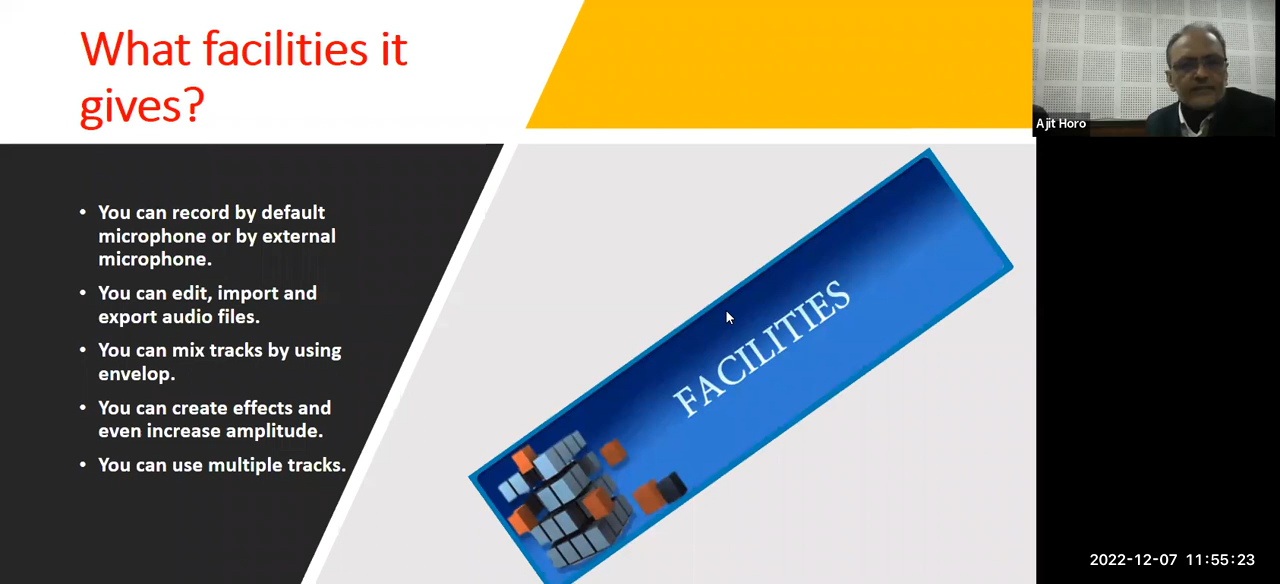 What facilities it
gives?
Ajit Horo
• You can record by default
microphone or by external
microphone.
• You can edit, import and
export audio files.
• You can mix tracks by using
envelop.
• You can create effects and
even increase amplitude.
• You can use multiple tracks.
FACILITIES
2022-12-07 11:55:23